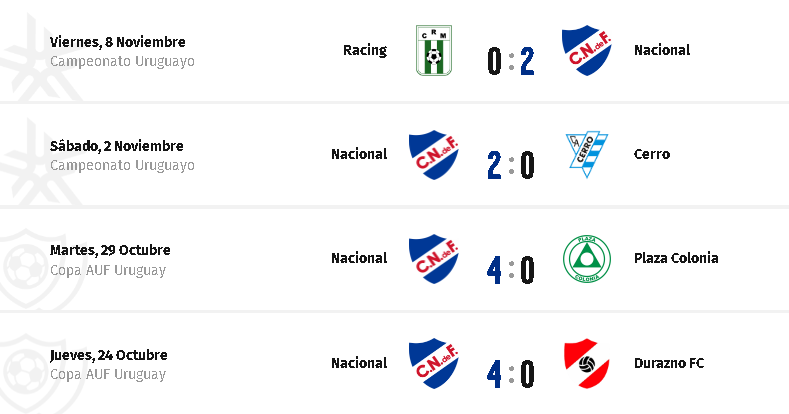 Viernes, 8 Noviembre
Campeonato Uruguayo
Racing
C R M
0 : 2
C.N.deF.
Nacional
Sábado, 2 Noviembre
Campeonato Uruguayo
Nacional
C.N.deF.
2 : 0
CA CERRO
Cerro
Martes, 29 Octubre
Copa AUF Uruguay
Nacional
C.N.deF.
4 : 0
PLAZA COLONIA
Plaza Colonia
Jueves, 24 Octubre
Copa AUF Uruguay
Nacional
C.N.deF.
4 : 0
Durazno FC